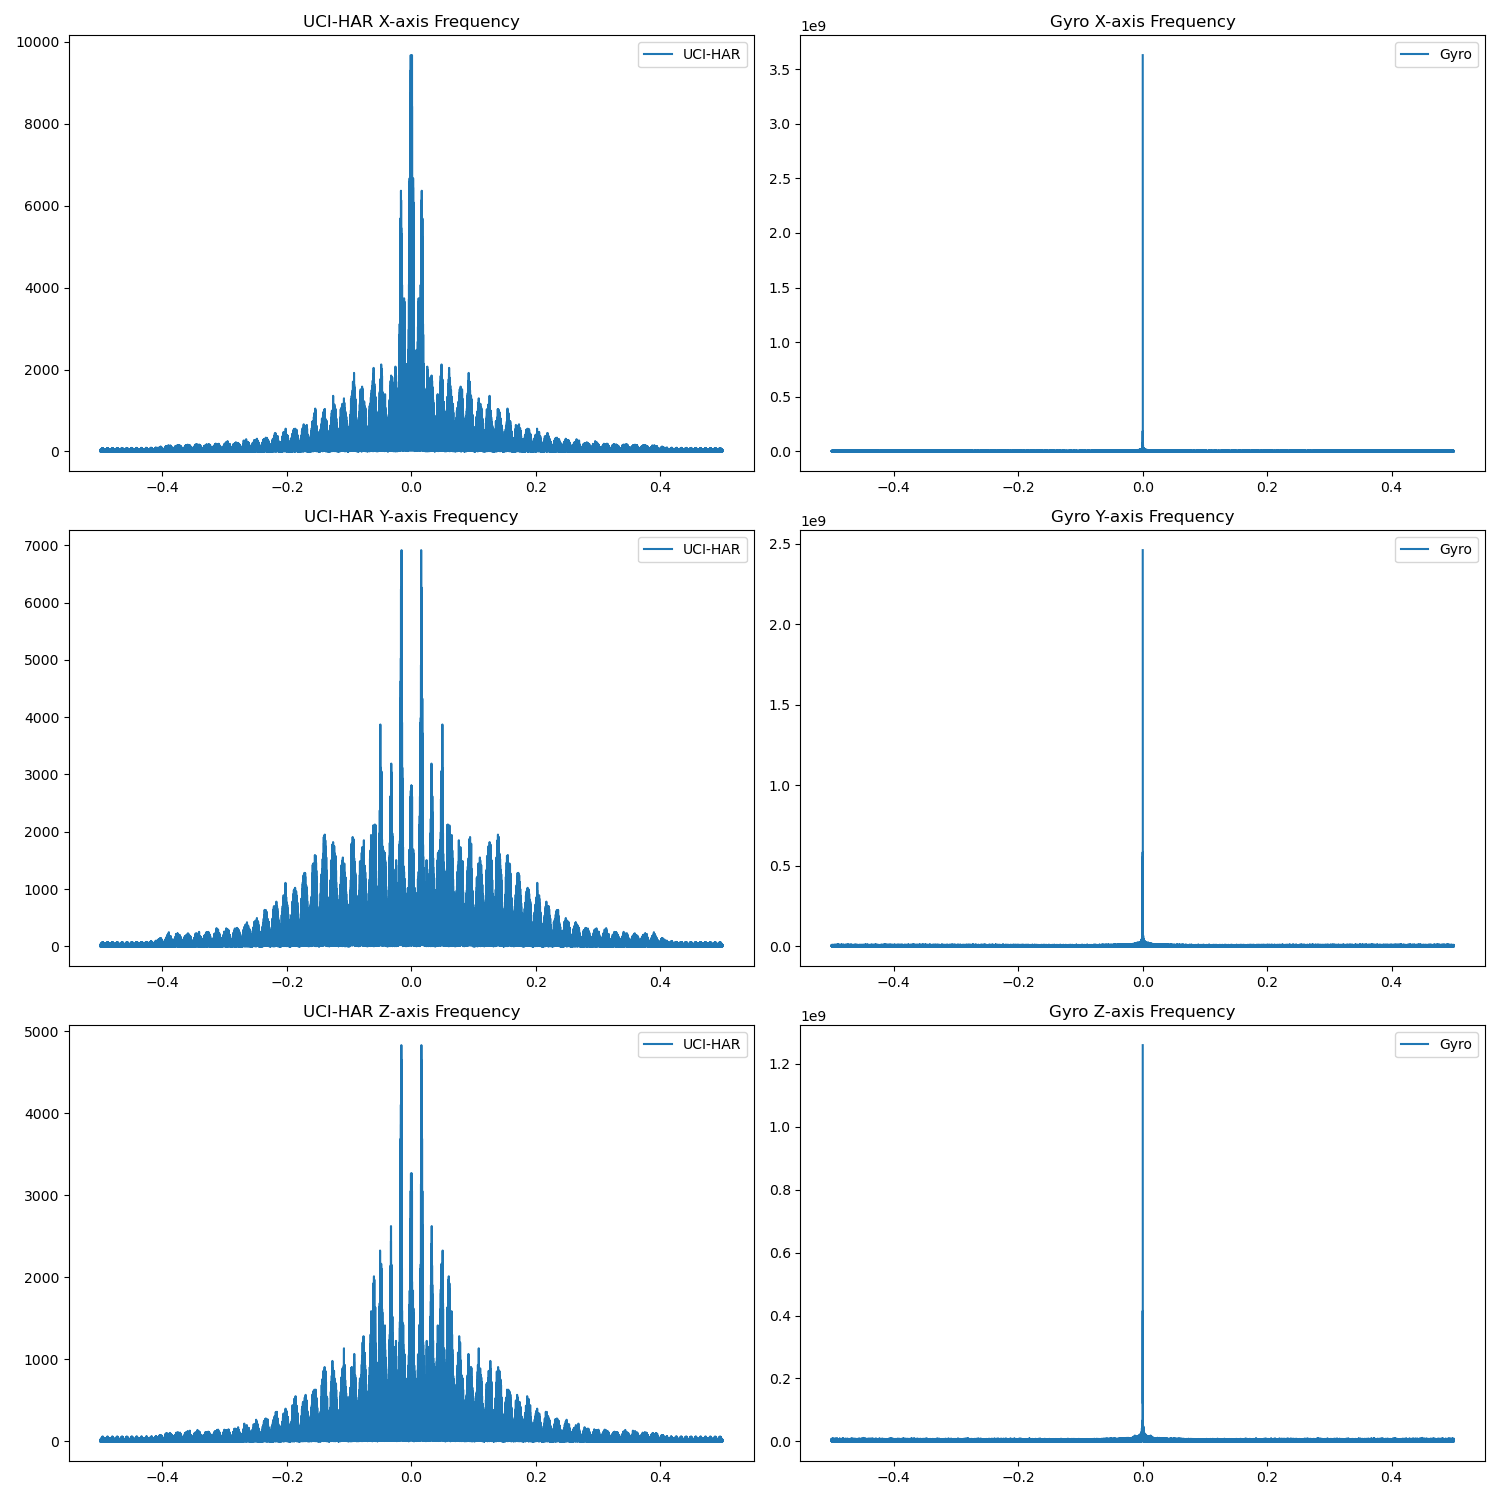 UCI-HAR X-axis Frequency
UCI-HAR
10000
8000
6000
4000
2000
0
−0.4 −0.2 0.0 0.2 0.4
Gyro X-axis Frequency
1e9
Gyro
3.5
3.0
2.5
2.0
1.5
1.0
0.5
0.0
−0.4 −0.2 0.0 0.2 0.4
UCI-HAR Y-axis Frequency
UCI-HAR
7000
6000
5000
4000
3000
2000
1000
0
−0.4 −0.2 0.0 0.2 0.4
Gyro Y-axis Frequency
1e9
Gyro
2.5
2.0
1.5
1.0
0.5
0.0
−0.4 −0.2 0.0 0.2 0.4
UCI-HAR Z-axis Frequency
UCI-HAR
5000
4000
3000
2000
1000
0
−0.4 −0.2 0.0 0.2 0.4
Gyro Z-axis Frequency
1e9
Gyro
1.2
1.0
0.8
0.6
0.4
0.2
0.0
−0.4 −0.2 0.0 0.2 0.4